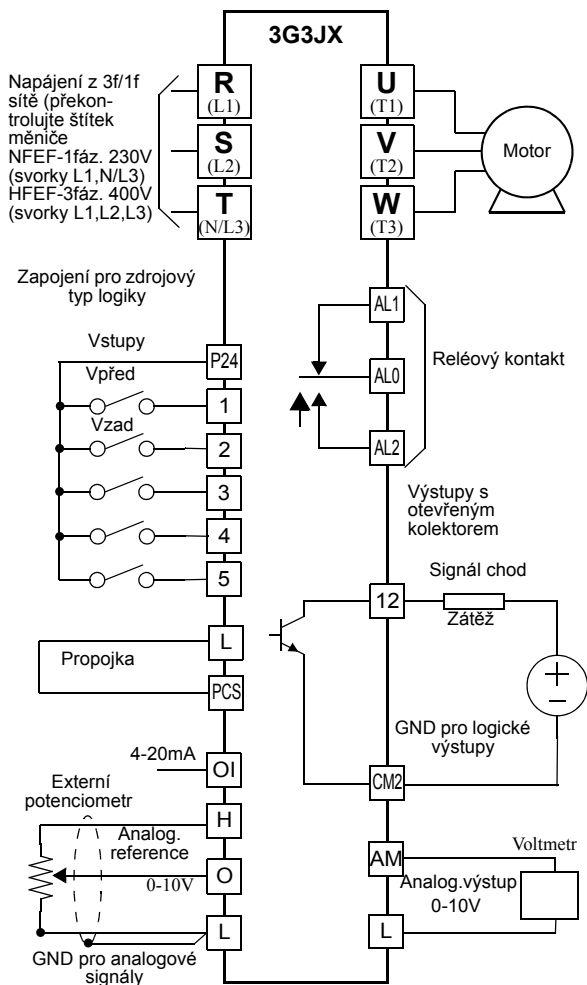 3G3JX
Napájení z 3f/1f
sítě (překon-
trolujte štítek
měniče
NFEF-1fáz. 230V
(svorky L1,N/L3)
HFEF-3fáz. 400V
(svorky L1,L2,L3)
R
(L1)
S
(L2)
T
(N/L3)
U
(T1)
V
(T2)
W
(T3)
Motor
Zapojení pro zdrojový
typ logiky
Vstupy
Vpřed
Vzad
P24
1
2
3
4
5
AL1
AL0
AL2
Reléový kontakt
Výstupy s
otevřeným
kolektorem
Signál chod
12
Zátěž
+
−
GND pro logické
výstupy
CM2
L
Propojka
PCS
4-20mA
OI
Externí
potenciometr
H
Analog.
reference
0-10V
O
L
GND pro analogové
signály
AM
Voltmetr
Analog.výstup
0-10V
L